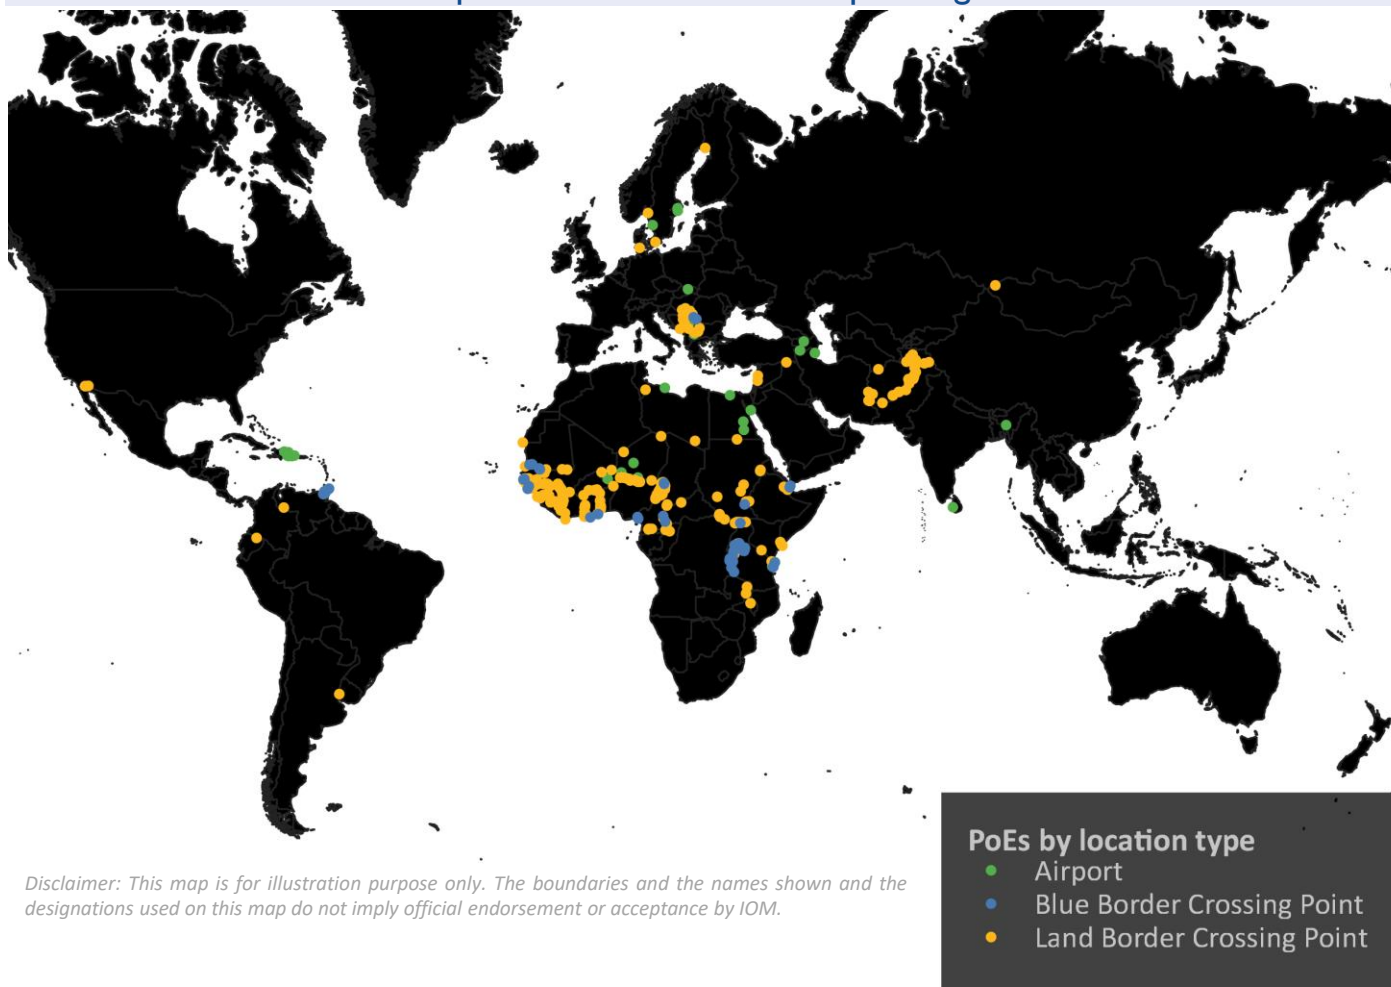 Disclaimer: This map is for illustration purpose only. The boundaries and the names shown and the
designations used on this map do not imply official endorsement or acceptance by IOM.
PoEs by location type
Airport
Blue Border Crossing Point
Land Border Crossing Point